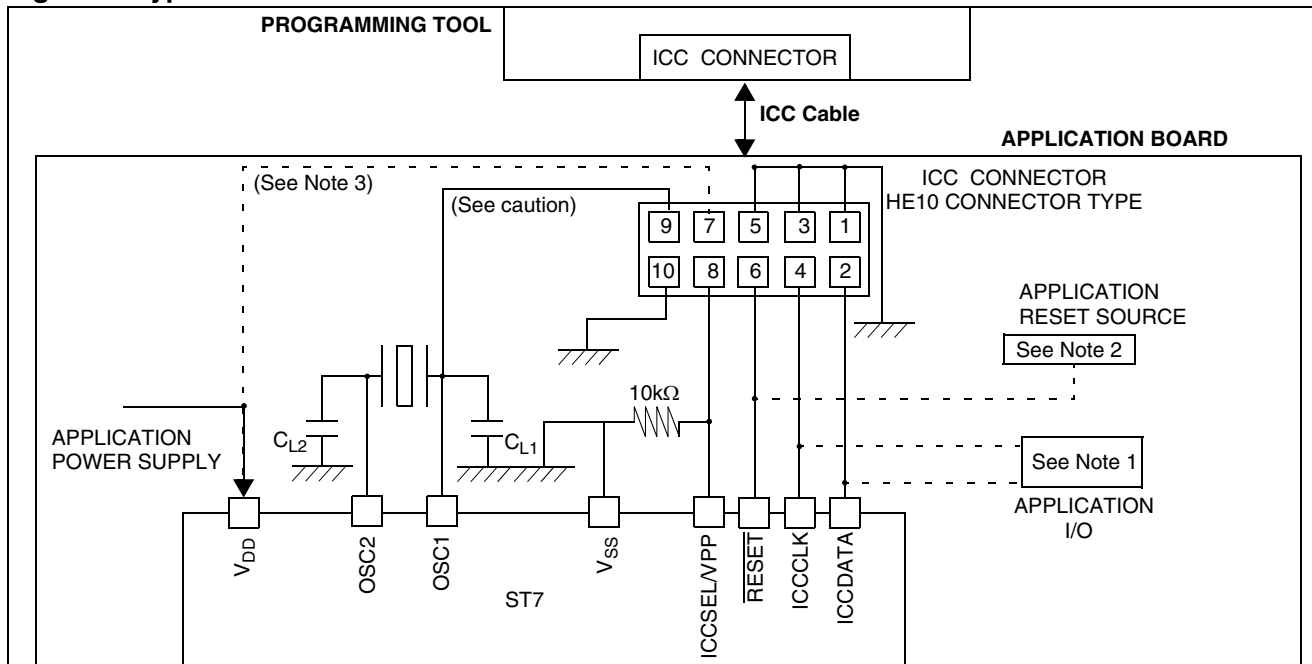 PROGRAMMING TOOL
ICC CONNECTOR
ICC Cable
APPLICATION BOARD
(See Note 3)
(See caution)
ICC CONNECTOR
HE10 CONNECTOR TYPE
9 7 5 3 1
10 8 6 4 2
APPLICATION
RESET SOURCE
See Note 2
10kΩ
APPLICATION
POWER SUPPLY
CL2
CL1
See Note 1
APPLICATION
I/O
VDD
OSC2
OSC1
VSS
ICCSEL/VPP
RESET
ICCCLK
ICCDATA
ST7